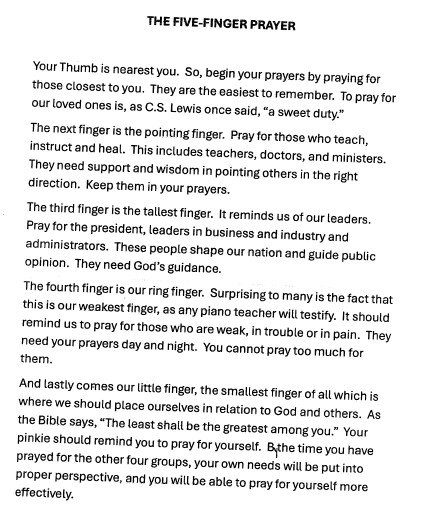 THE FIVE-FINGER PRAYER
Your Thumb is nearest you.  So, begin your prayers by praying for
those closest to you.  They are the easiest to remember.  To pray for
our loved ones is, as C.S. Lewis once said, “a sweet duty.”
The next finger is the pointing finger.  Pray for those who teach,
instruct and heal.  This includes teachers, doctors, and ministers.
They need support and wisdom in pointing others in the right
direction.  Keep them in your prayers.
The third finger is the tallest finger.  It reminds us of our leaders.
Pray for the president, leaders in business and industry and
administrators.  These people shape our nation and guide public
opinion.  They need God’s guidance.
The fourth finger is our ring finger.  Surprising to many is the fact that
this is our weakest finger, as any piano teacher will testify.  It should
remind us to pray for those who are weak, in trouble or in pain.  They
need your prayers day and night.  You cannot pray too much for
them.
And lastly comes our little finger, the smallest finger of all which is
where we should place ourselves in relation to God and others.  As
the Bible says, “The least shall be the greatest among you.”  Your
pinkie should remind you to pray for yourself.  By the time you have
prayed for the other four groups, your own needs will be put into
proper perspective, and you will be able to pray for yourself more
effectively.